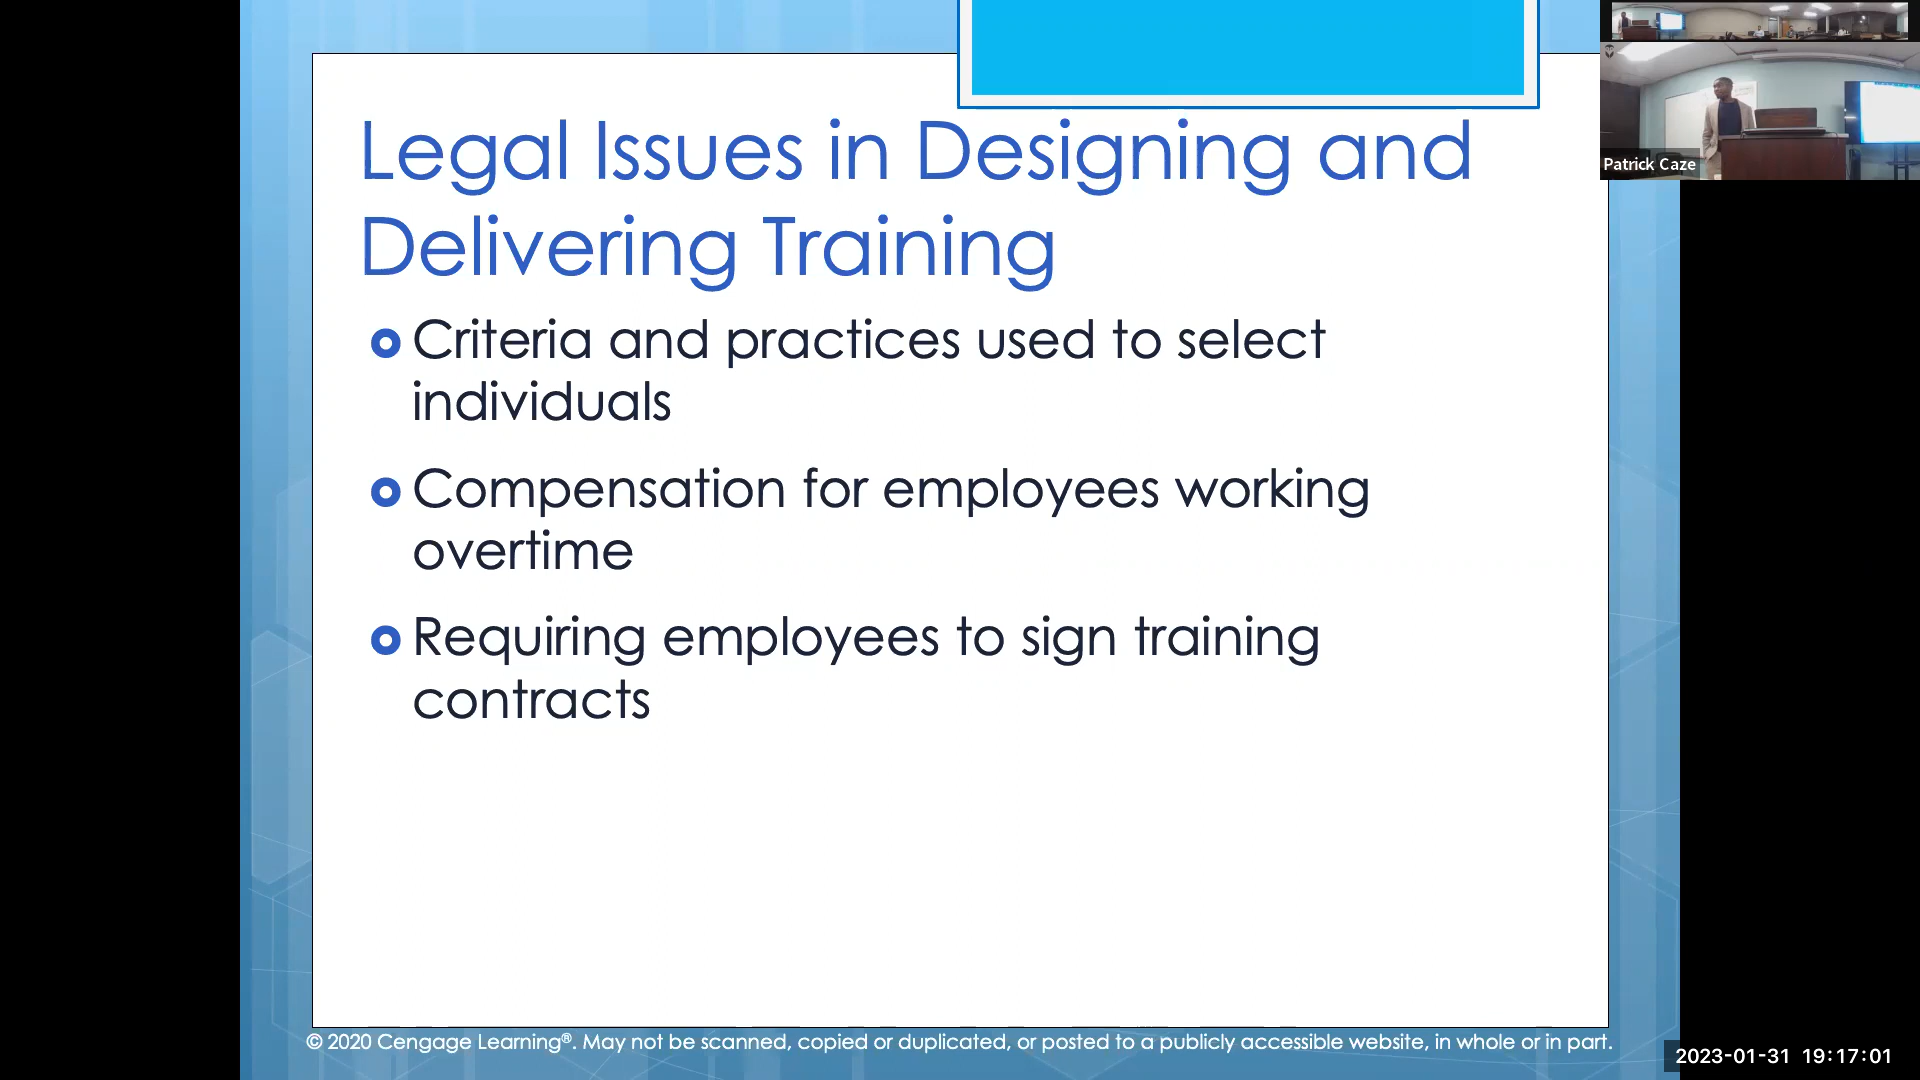 Legal Issues in Designing and
Delivering Training
Criteria and practices used to select
individuals
Compensation for employees working
overtime
Requiring employees to sign training
contracts
© 2020 Cengage Learning®. May not be scanned, copied or duplicated, or posted to a publicly accessible website, in whole or in part.
Patrick Caze
2023-01-31 19:17:01